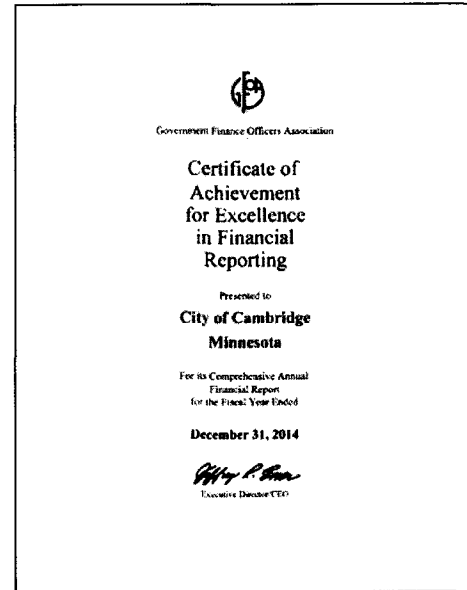 Government Finance Officers Association
Certificate of
Achievement
for Excellence
in Financial
Reporting
Presented to
City of Cambridge
Minnesota
For its Comprehensive Annual
Financial Report
for the Fiscal Year Ended
December 31, 2014
Executive Director/CEO